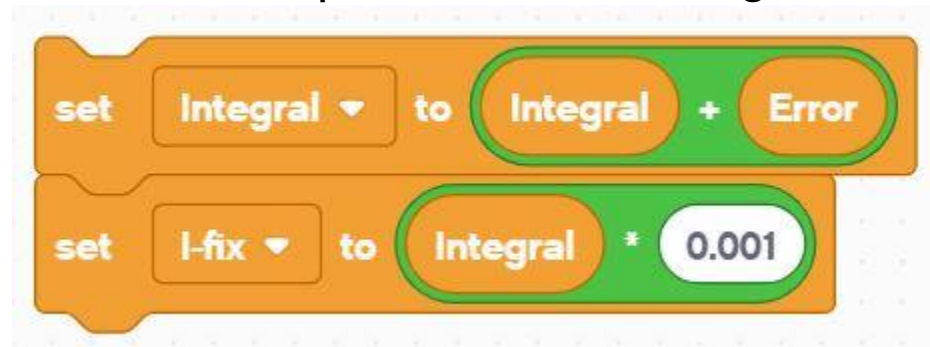 set Integral to Integral + Error
set I-fix to Integral * 0.001